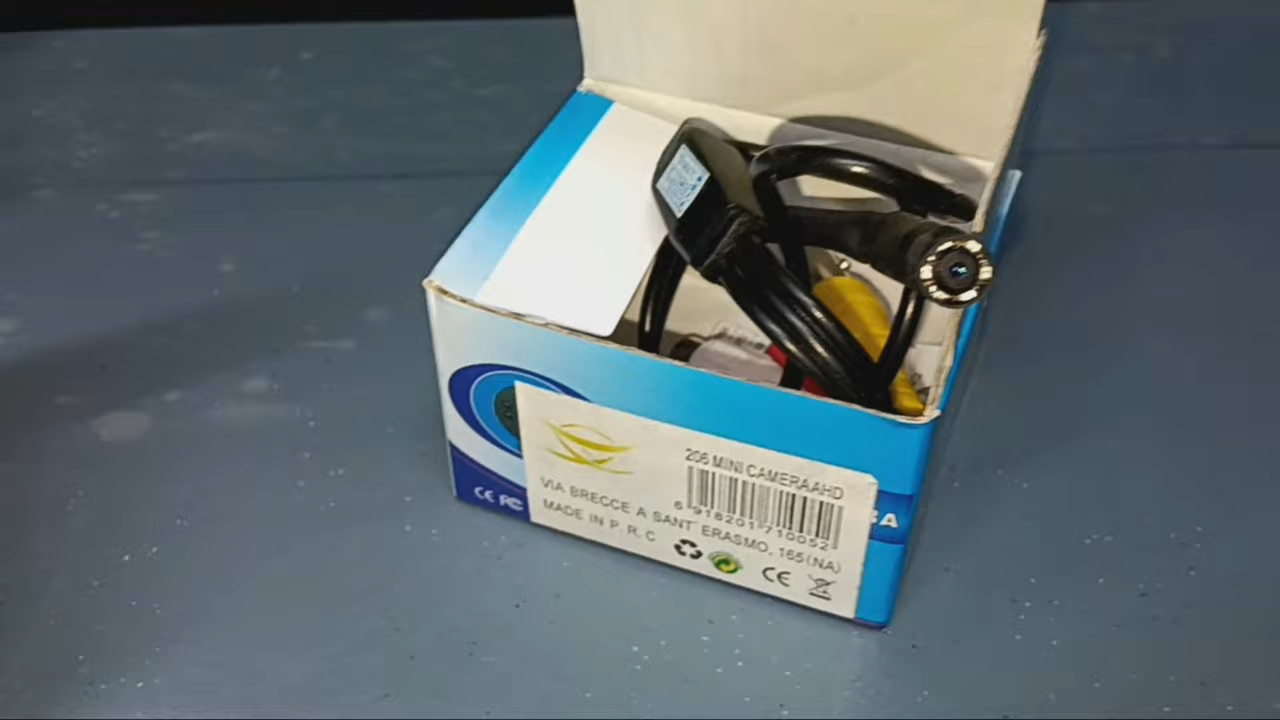 206 MINI CAMERAAHD
6 918201 710052
VIA BRECCE A SANT' ERASMO, 165(NA)
MADE IN P. R. C
CE
CE FC